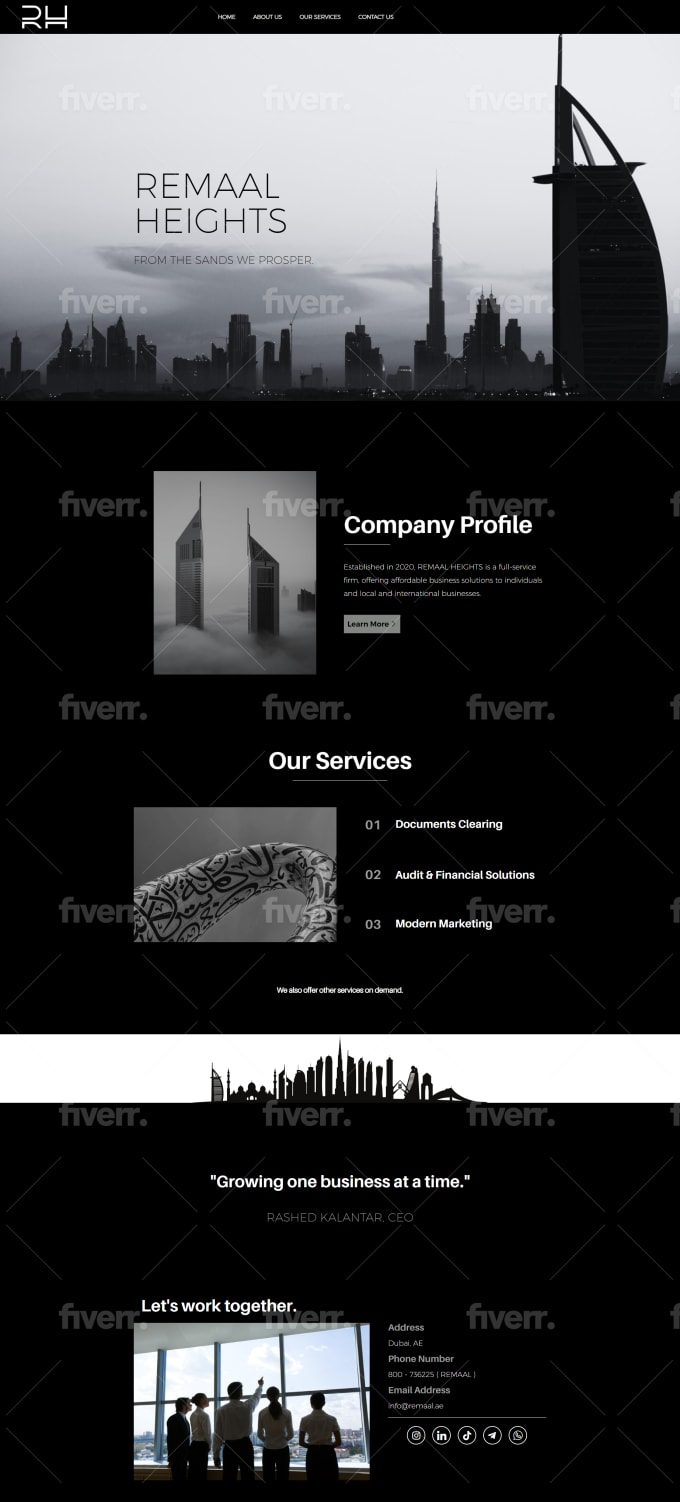 RH
HOME ABOUT US OUR SERVICES CONTACT US
REMAAL
HEIGHTS
FROM THE SANDS WE PROSPER.
Company Profile
Established in 2020, REMAAL HEIGHTS is a full-service
firm, offering affordable business solutions to individuals
and local and international businesses.
Learn More >
Our Services
01 Documents Clearing
02 Audit & Financial Solutions
03 Modern Marketing
We also offer other services on demand.
"Growing one business at a time."
RASHED KALANTAR, CEO
Let's work together.
Address
Dubai, AE
Phone Number
800 - 736225 ( REMAAL )
Email Address
info@remaal.ae
fiverr.